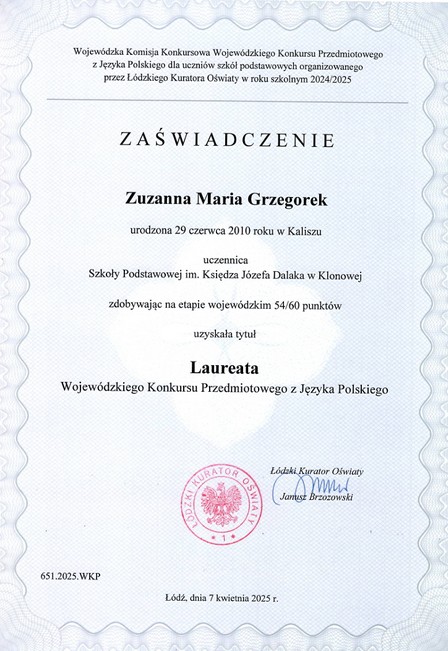 Wojewódzka Komisja Konkursowa Wojewódzkiego Konkursu Przedmiotowego
z Języka Polskiego dla uczniów szkół podstawowych organizowanego
przez Łódzkiego Kuratora Oświaty w roku szkolnym 2024/2025
ZAŚWIADCZENIE
Zuzanna Maria Grzegorek
urodzona 29 czerwca 2010 roku w Kaliszu
uczennica
Szkoły Podstawowej im. Księdza Józefa Dalaka w Klonowej
zdobywając na etapie wojewódzkim 54/60 punktów
uzyskała tytuł
Laureata
Wojewódzkiego Konkursu Przedmiotowego z Języka Polskiego
ŁÓDZKI KURATOR OŚWIATY
* 1 *
Łódzki Kurator Oświaty
Janusz Brzozowski
651.2025.WKP
Łódź, dnia 7 kwietnia 2025 r.